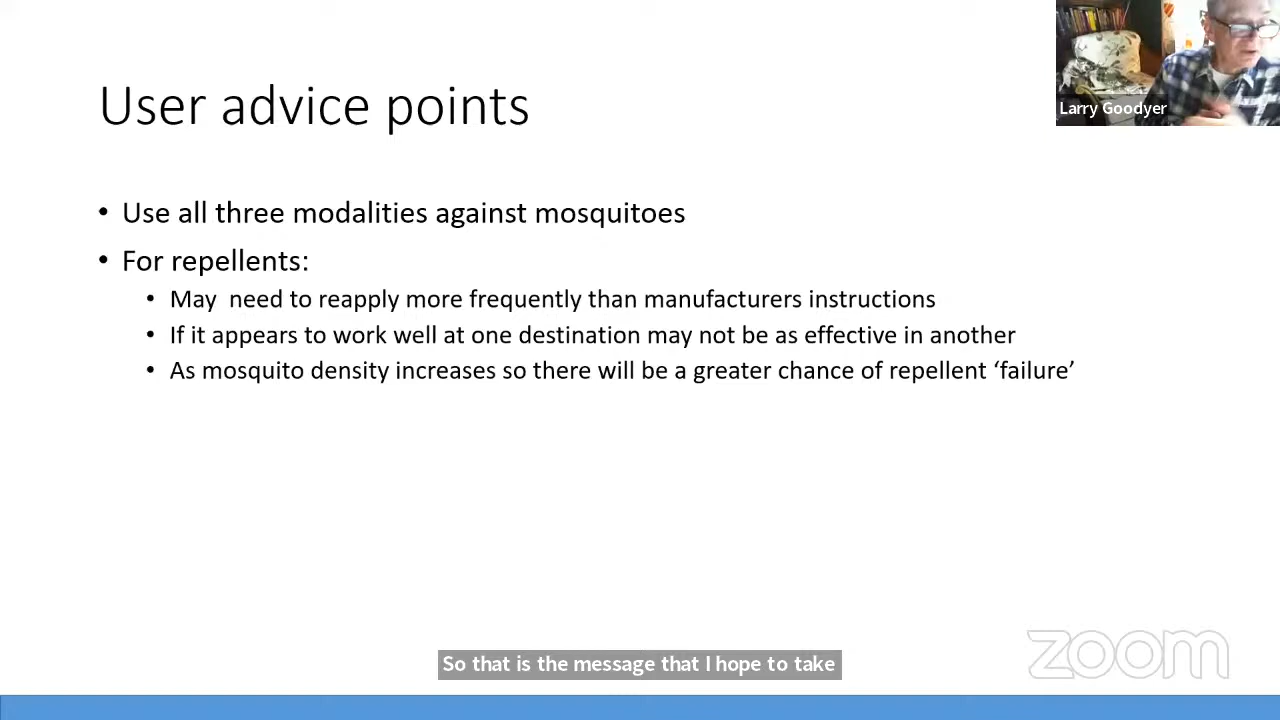 User advice points
Larry Goodyer
• Use all three modalities against mosquitoes
• For repellents:
• May  need to reapply more frequently than manufacturers instructions
• If it appears to work well at one destination may not be as effective in another
• As mosquito density increases so there will be a greater chance of repellent ‘failure’
So that is the message that I hope to take
zoom